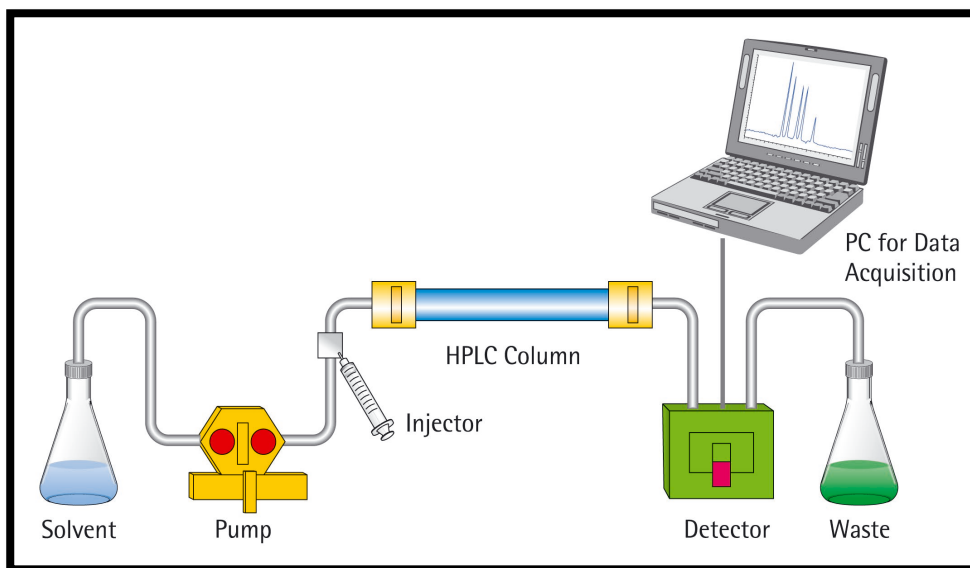 PC for Data
Acquisition
HPLC Column
Injector
Solvent
Pump
Detector
Waste